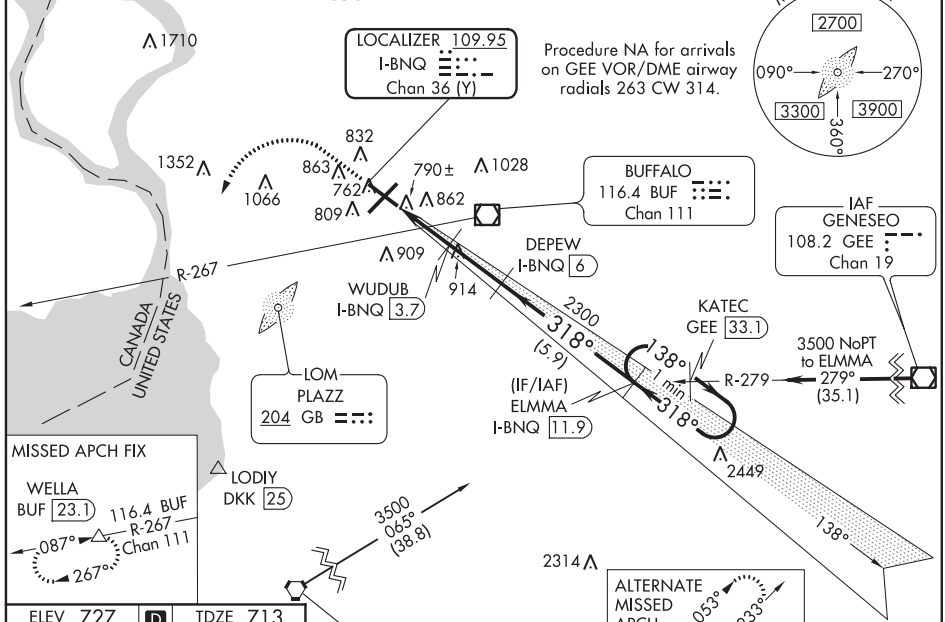 1710
LOCALIZER 109.95
I-BNQ
Chan 36 (Y)
Procedure NA for arrivals
on GEE VOR/DME airway
radials 263 CW 314.
2700
090°
270°
3300
3900
360°
1352
1066
832
863
762
809
790±
862
1028
909
914
BUFFALO
116.4 BUF
Chan 111
IAF
GENESEO
108.2 GEE
Chan 19
R-267
WUDUB
I-BNQ 3.7
DEPEW
I-BNQ 6
CANADA
UNITED STATES
LOM
PLAZZ
204 GB
2300
318°
(5.9)
KATEC
GEE 33.1
138°
1 min
318°
R-279
3500 NoPT
to ELMMA
279°
(35.1)
(IF/IAF)
ELMMA
I-BNQ 11.9
2449
138°
MISSED APCH FIX
WELLA
BUF 23.1
116.4 BUF
R-267
Chan 111
087°
267°
LODIY
DKK 25
3500
065°
(38.8)
2314
ALTERNATE
MISSED
APCH
053°
233°
ELEV 727
D
TDZE 713